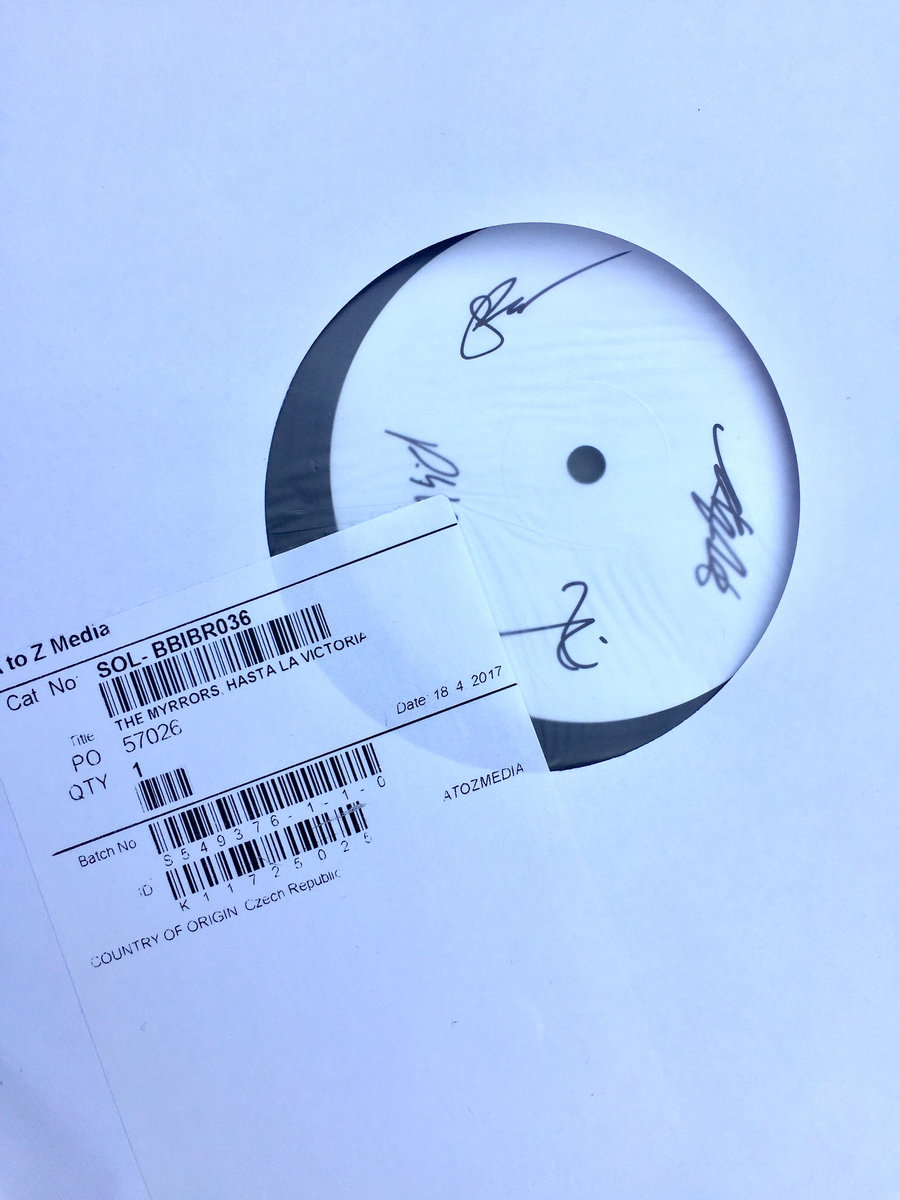 to Z Media
Cat No SOL- BBIBR036
Title THE MYRRORS. HASTA LA VICTORIA
PO 57026
QTY 1
Date 18 4 2017
Batch No S549376-1-1-0
ID K11725025
ATOZMEDIA
COUNTRY OF ORIGIN Czech Republic